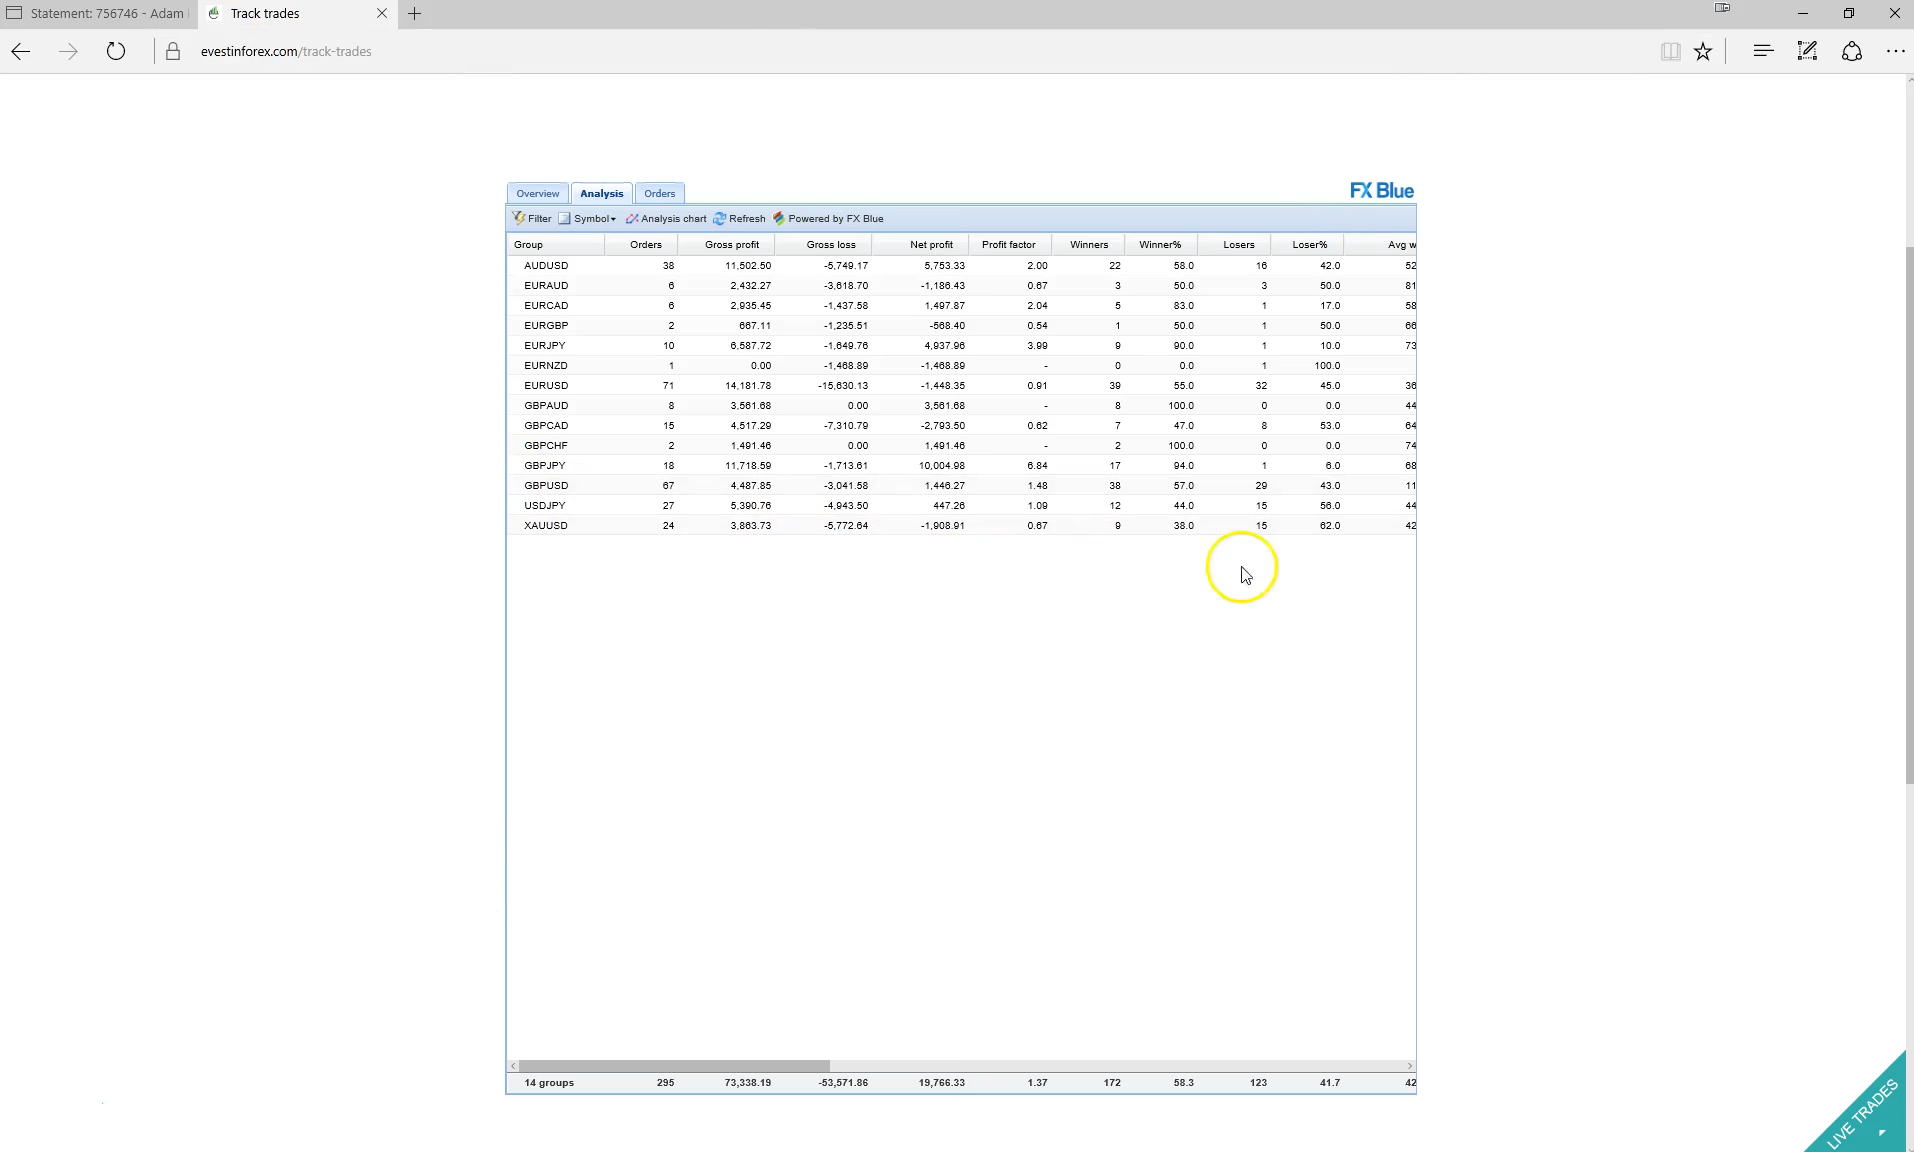 Statement: 756746 - Adam
Track trades
evestinforex.com/track-trades
Overview Analysis Orders FX Blue
Filter Symbol Analysis chart Refresh Powered by FX Blue
Group Orders Gross profit Gross loss Net profit Profit factor Winners Winner% Losers Loser% Avg w
AUDUSD 38 11,502.50 -5,749.17 5,753.33 2.00 22 58.0 16 42.0 52
EURAUD 6 2,432.27 -3,618.70 -1,186.43 0.67 3 50.0 3 50.0 81
EURCAD 6 2,935.45 -1,437.58 1,497.87 2.04 5 83.0 1 17.0 58
EURGBP 2 667.11 -1,235.51 -568.40 0.54 1 50.0 1 50.0 66
EURJPY 10 6,587.72 -1,649.76 4,937.96 3.99 9 90.0 1 10.0 73
EURNZD 1 0.00 -1,468.89 -1,468.89 - 0 0.0 1 100.0
EURUSD 71 14,181.78 -15,630.13 -1,448.35 0.91 39 55.0 32 45.0 36
GBPAUD 8 3,561.68 0.00 3,561.68 - 8 100.0 0 0.0 44
GBPCAD 15 4,517.29 -7,310.79 -2,793.50 0.62 7 47.0 8 53.0 64
GBPCHF 2 1,491.46 0.00 1,491.46 - 2 100.0 0 0.0 74
GBPJPY 18 11,718.59 -1,713.61 10,004.98 6.84 17 94.0 1 6.0 68
GBPUSD 67 4,487.85 -3,041.58 1,446.27 1.48 38 57.0 29 43.0 11
USDJPY 27 5,390.76 -4,943.50 447.26 1.09 12 44.0 15 56.0 44
XAUUSD 24 3,863.73 -5,772.64 -1,908.91 0.67 9 38.0 15 62.0 42
14 groups 295 73,338.19 -53,571.86 19,766.33 1.37 172 58.3 123 41.7 42
LIVE TRADES